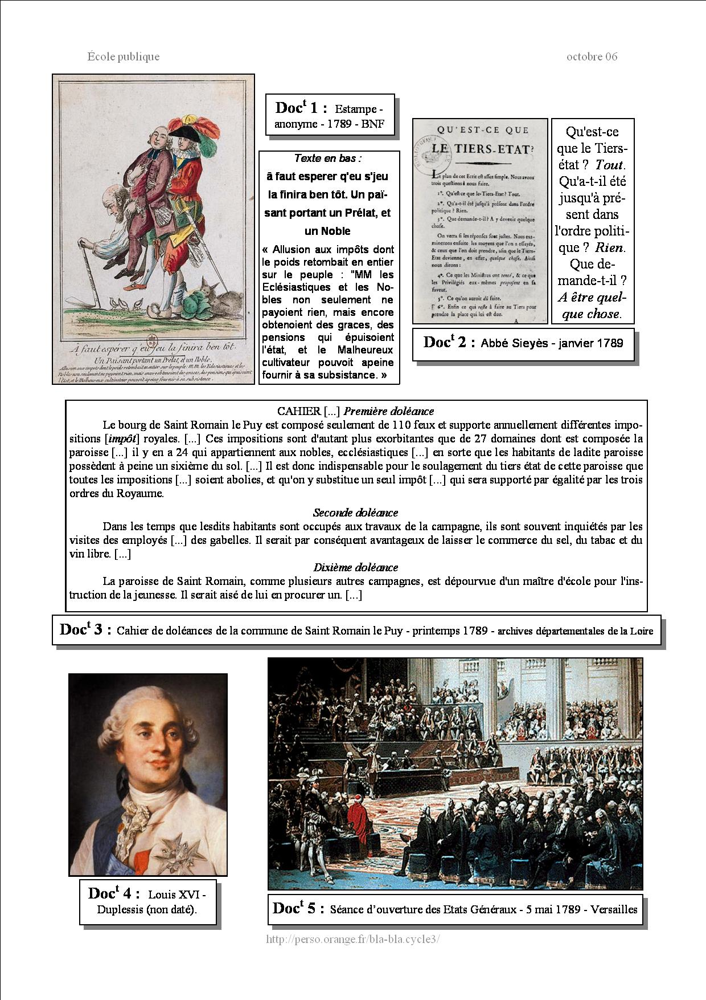 École publique
octobre 06
Doct 1 : Estampe -
anonyme - 1789 - BNF
Texte en bas :
â faut esperer q'eu s'jeu
la finira ben tôt. Un paï-
sant portant un Prélat, et
un Noble
« Allusion aux impôts dont
le poids retombait en entier
sur le peuple : "MM les
Eclésiastiques et les No-
bles non seulement ne
payoient rien, mais encore
obtenoient des graces, des
pensions qui épuisoient
l'état, et le Malheureux
cultivateur pouvoit apeine
fournir à sa subsistance. »
A faut esperer q'eu s'jeu la finira ben tôt.
Un Païsant portant un Prélat, et un Noble.
Allusion aux impots dont le poids retombait en entier sur le peuple: M.M. les Eclesiastiques et les
Nobles non seulement ne payoient rien, mais encore obtenoient des graces, des pensions qui épuisoient
l'Etat, et le Malheureux cultivateur pouvoit apeine fournir à sa subsistance.
QU'EST-CE QUE
LE TIERS-ETAT?
Le plan de cet Ecrit est assez simple. Nous avons
trois questions à nous faire.
1°. Qu'est ce que le Tiers-Etat? Tout.
2°. Qu'a-t-il été jusqu'à présent dans l'ordre
politique? Rien.
3°. Que demande-t-il? A y devenir quelque
chose.
On verra si les réponses sont justes. Nous exa-
minerons ensuite les moyens que l'on a essayés,
& ceux que l'on doit prendre, afin que le Tiers-
Etat devienne, en effet, quelque chose. Ainsi
nous dirons :
4°. Ce que les Ministres ont tenté, & ce que
les Privilégiés eux-mêmes proposent en sa
faveur.
5°. Ce qu'on auroit dû faire.
6°. Enfin ce qui reste à faire au Tiers pour
prendre la place qui lui est due.
A
Qu'est-ce
que le Tiers-
état ? Tout.
Qu'a-t-il été
jusqu'à pré-
sent dans
l'ordre politi-
que ? Rien.
Que de-
mande-t-il ?
A être quel-
que chose.
Doct 2 : Abbé Sieyès - janvier 1789
CAHIER [...] Première doléance
Le bourg de Saint Romain le Puy est composé seulement de 110 feux et supporte annuellement différentes impo-
sitions [impôt] royales. [...] Ces impositions sont d'autant plus exorbitantes que de 27 domaines dont est composée la
paroisse [...] il y en a 24 qui appartiennent aux nobles, ecclésiastiques [...] en sorte que les habitants de ladite paroisse
possèdent à peine un sixième du sol. [...] Il est donc indispensable pour le soulagement du tiers état de cette paroisse que
toutes les impositions [...] soient abolies, et qu'on y substitue un seul impôt [...] qui sera supporté par égalité par les trois
ordres du Royaume.
Seconde doléance
Dans les temps que lesdits habitants sont occupés aux travaux de la campagne, ils sont souvent inquiétés par les
visites des employés [...] des gabelles. Il serait par conséquent avantageux de laisser le commerce du sel, du tabac et du
vin libre. [...]
Dixième doléance
La paroisse de Saint Romain, comme plusieurs autres campagnes, est dépourvue d'un maître d'école pour l'ins-
truction de la jeunesse. Il serait aisé de lui en procurer un. [...]
Doct 3 : Cahier de doléances de la commune de Saint Romain le Puy - printemps 1789 - archives départementales de la Loire
Doct 4 : Louis XVI -
Duplessis (non daté).
Doct 5 : Séance d’ouverture des Etats Généraux - 5 mai 1789 - Versailles
http://perso.orange.fr/bla-bla.cycle3/